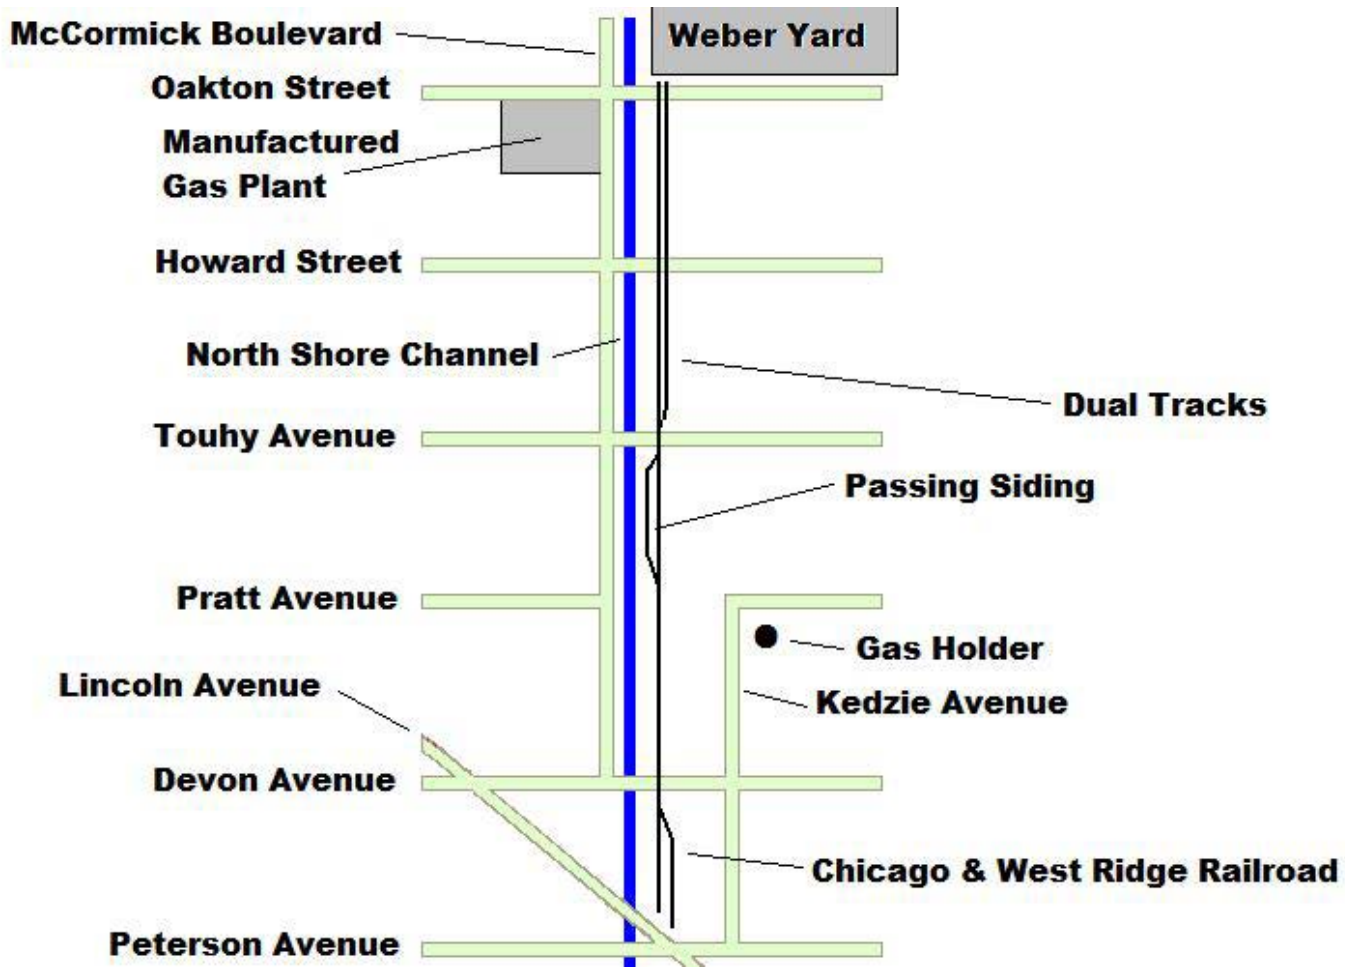 McCormick Boulevard
Weber Yard
Oakton Street
Manufactured
Gas Plant
Howard Street
North Shore Channel
Dual Tracks
Touhy Avenue
Passing Siding
Pratt Avenue
Gas Holder
Lincoln Avenue
Kedzie Avenue
Devon Avenue
Chicago & West Ridge Railroad
Peterson Avenue